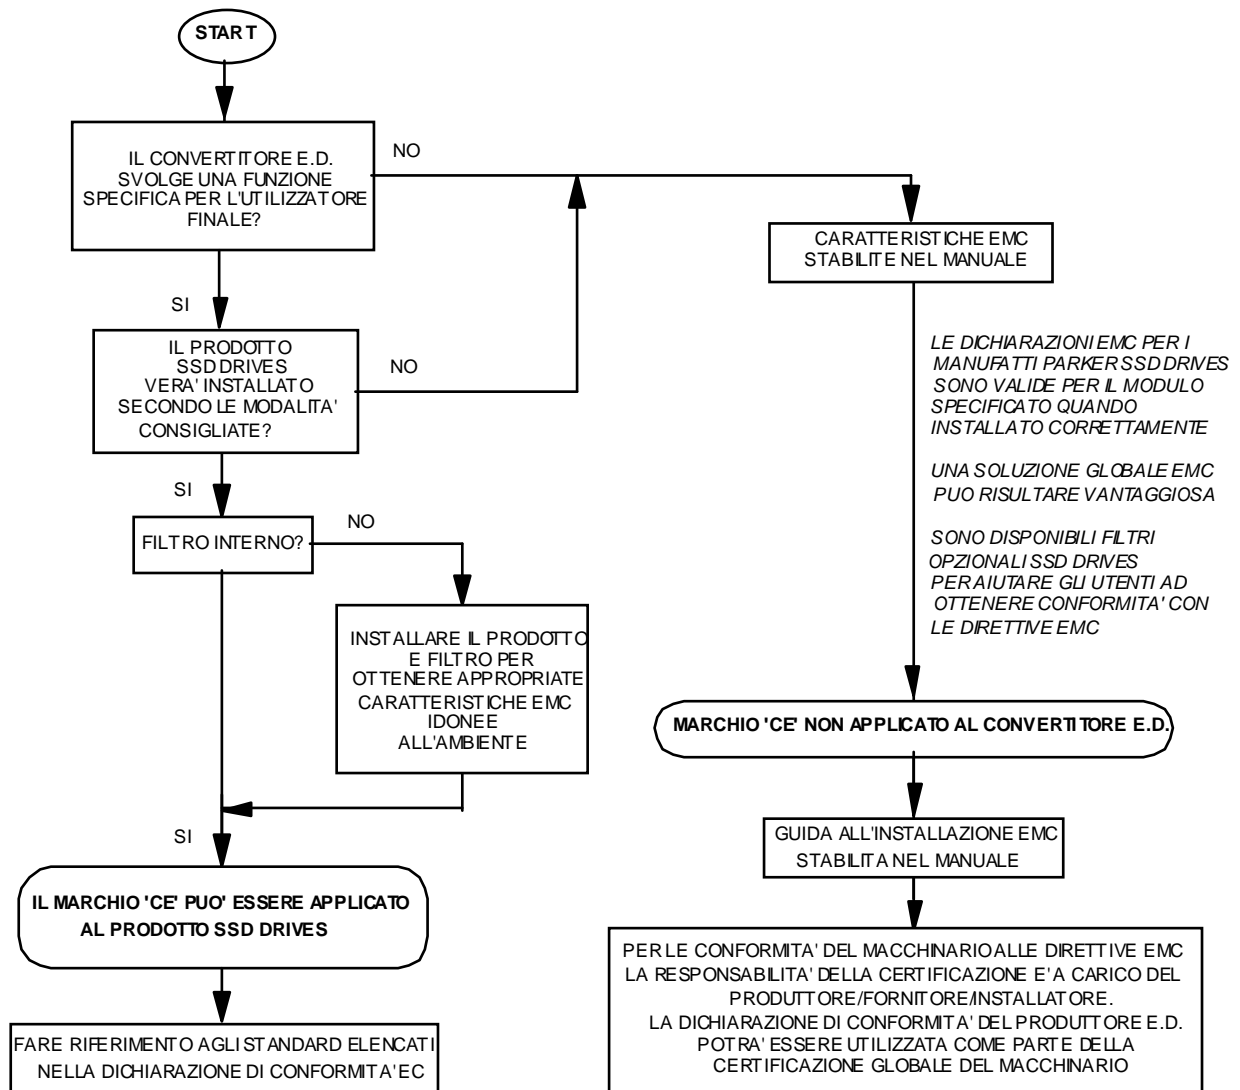 START
IL CONVERTITORE E.D.
SVOLGE UNA FUNZIONE
SPECIFICA PER L'UTILIZZATORE
FINALE?
NO
SI
IL PRODOTTO
SSD DRIVES
VERA' INSTALLATO
SECONDO LE MODALITA'
CONSIGLIATE?
NO
SI
FILTRO INTERNO?
NO
INSTALLARE IL PRODOTTO
E FILTRO PER
OTTENERE APPROPRIATE
CARATTERISTICHE EMC
IDONEE
ALL'AMBIENTE
SI
IL MARCHIO 'CE' PUO' ESSERE APPLICATO
AL PRODOTTO SSD DRIVES
FARE RIFERIMENTO AGLI STANDARD ELENCATI
NELLA DICHIARAZIONE DI CONFORMITA' EC
CARATTERISTICHE EMC
STABILITE NEL MANUALE
LE DICHIARAZIONI EMC PER I
MANUFATTI PARKER SSD DRIVES
SONO VALIDE PER IL MODULO
SPECIFICATO QUANDO
INSTALLATO CORRETTAMENTE
UNA SOLUZIONE GLOBALE EMC
PUO RISULTARE VANTAGGIOSA
SONO DISPONIBILI FILTRI
OPZIONALI SSD DRIVES
PER AIUTARE GLI UTENTI AD
OTTENERE CONFORMITA' CON
LE DIRETTIVE EMC
MARCHIO 'CE' NON APPLICATO AL CONVERTITORE E.D.
GUIDA ALL'INSTALLAZIONE EMC
STABILITA NEL MANUALE
PER LE CONFORMITA' DEL MACCHINARIO ALLE DIRETTIVE EMC
LA RESPONSABILITA' DELLA CERTIFICAZIONE E' A CARICO DEL
PRODUTTORE/FORNITORE/INSTALLATORE.
LA DICHIARAZIONE DI CONFORMITA' DEL PRODUTTORE E.D.
POTRA' ESSERE UTILIZZATA COME PARTE DELLA
CERTIFICAZIONE GLOBALE DEL MACCHINARIO